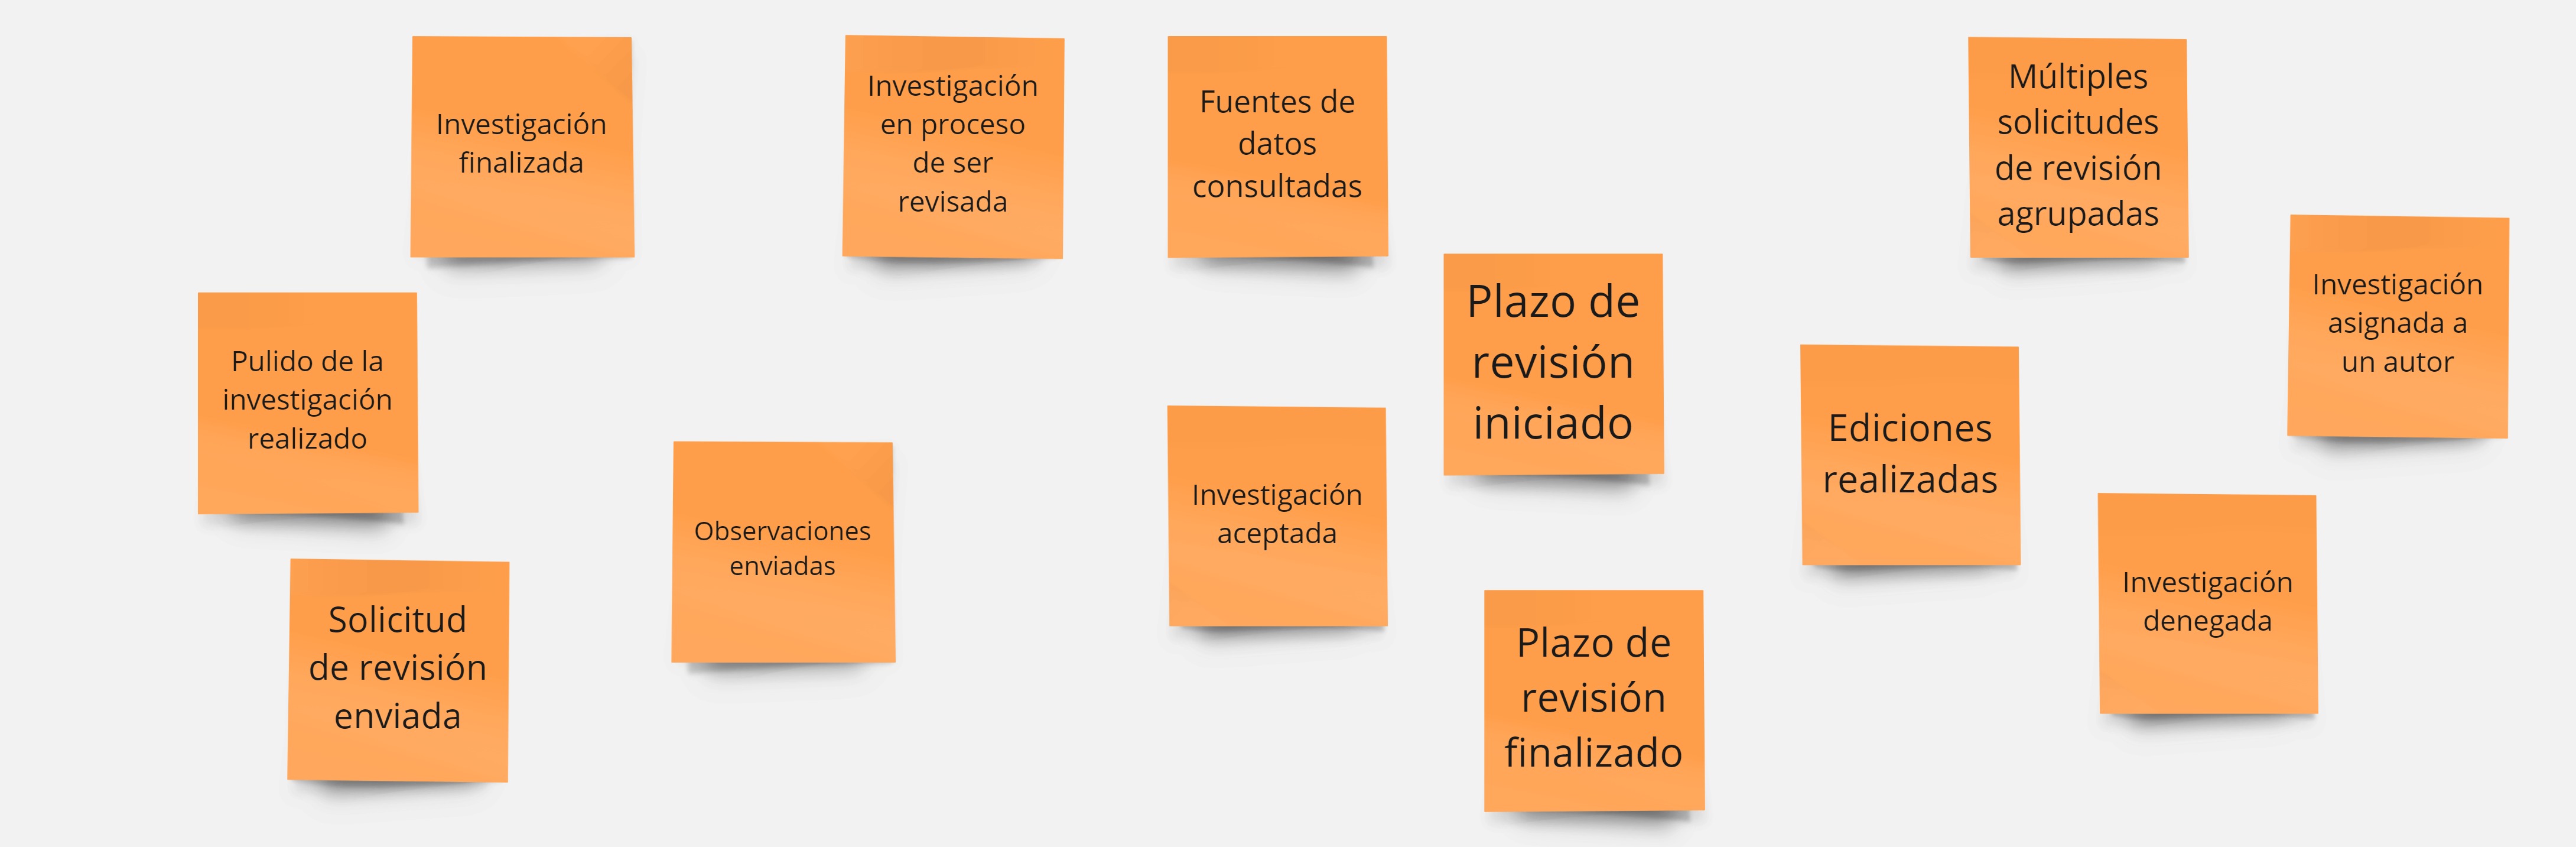 Investigación
finalizada
Investigación
en proceso
de ser
revisada
Fuentes de
datos
consultadas
Múltiples
solicitudes
de revisión
agrupadas
Investigación
asignada a
un autor
Plazo de
revisión
iniciado
Pulido de la
investigación
realizado
Ediciones
realizadas
Investigación
aceptada
Observaciones
enviadas
Investigación
denegada
Solicitud
de revisión
enviada
Plazo de
revisión
finalizado